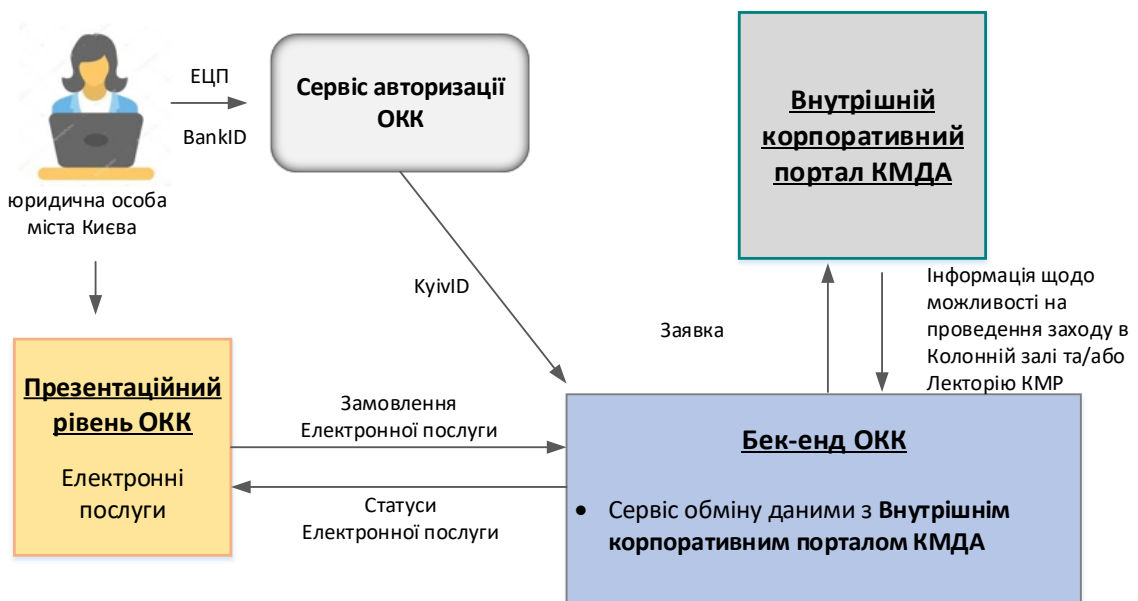 ЕЦП
BankID
Сервіс авторизації
ОКК
Внутрішній
корпоративний
портал КМДА
юридична особа
міста Києва
KyivID
Заявка
Інформація щодо
можливості на
проведення заходу в
Колонній залі та/або
Лекторію КМР
Презентаційний
рівень ОКК
Електронні
послуги
Замовлення
Електронної послуги
Статуси
Електронної послуги
Бек-енд ОКК
• Сервіс обміну даними з Внутрішнім
корпоративним порталом КМДА